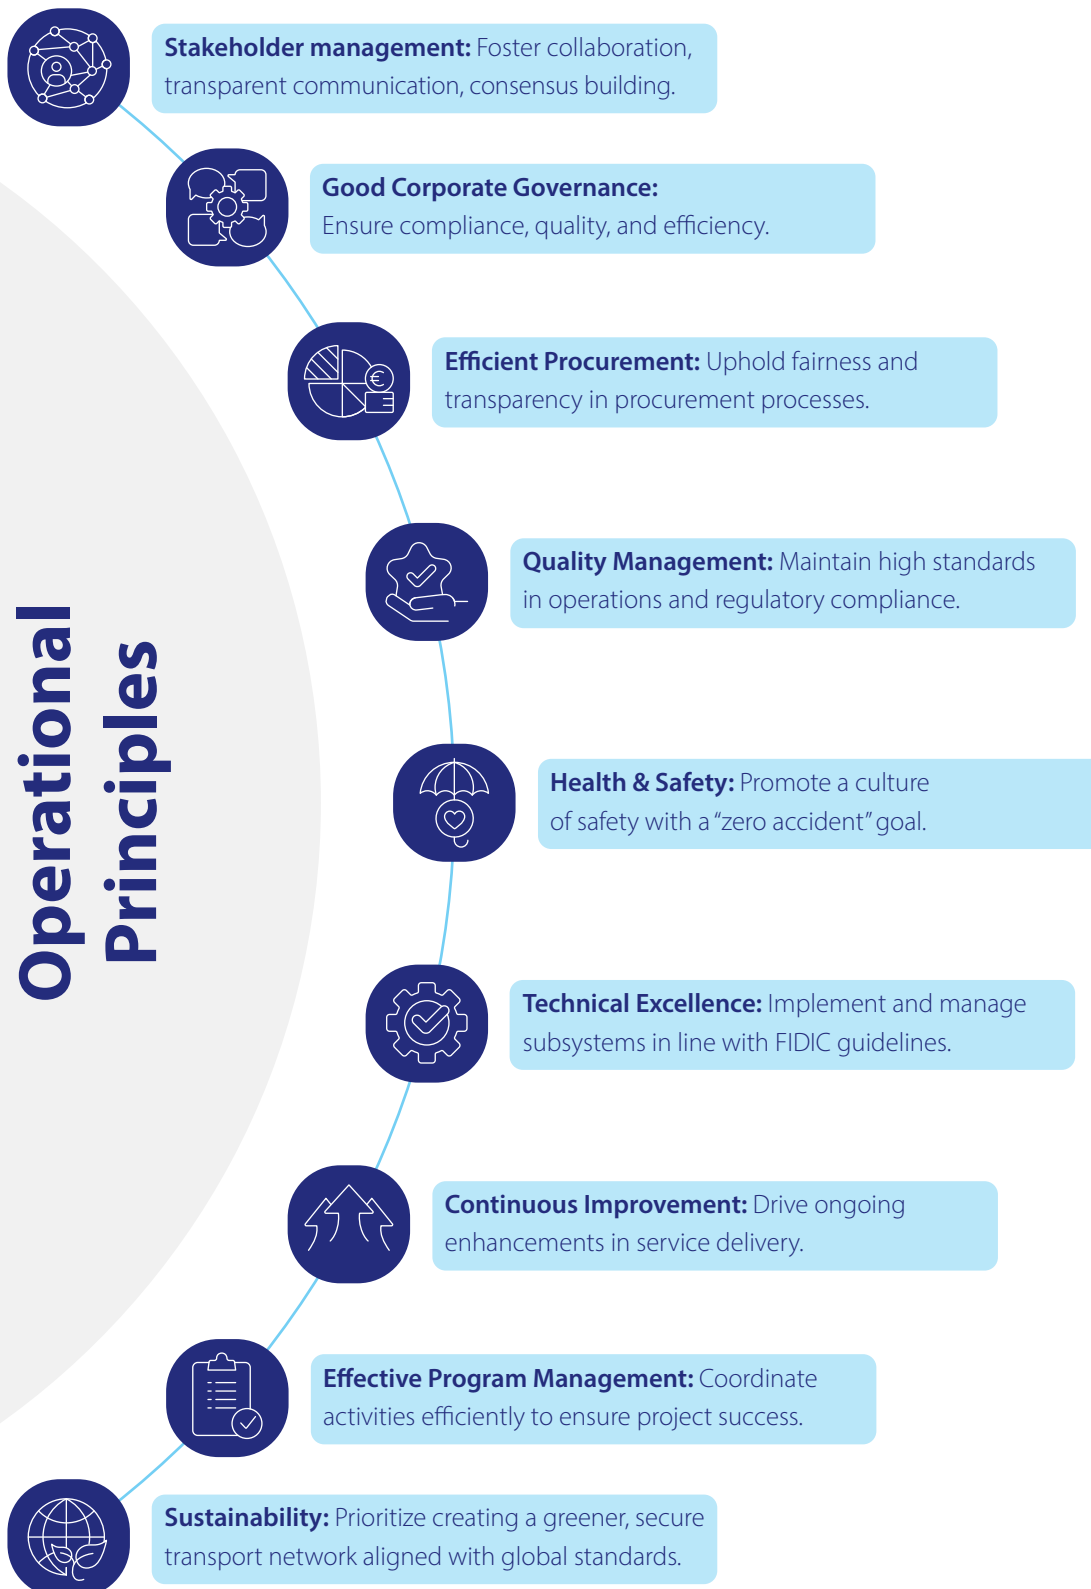 Operational
Principles
Stakeholder management: Foster collaboration,
transparent communication, consensus building.
Good Corporate Governance:
Ensure compliance, quality, and efficiency.
Efficient Procurement: Uphold fairness and
transparency in procurement processes.
Quality Management: Maintain high standards
in operations and regulatory compliance.
Health & Safety: Promote a culture
of safety with a “zero accident” goal.
Technical Excellence: Implement and manage
subsystems in line with FIDIC guidelines.
Continuous Improvement: Drive ongoing
enhancements in service delivery.
Effective Program Management: Coordinate
activities efficiently to ensure project success.
Sustainability: Prioritize creating a greener, secure
transport network aligned with global standards.